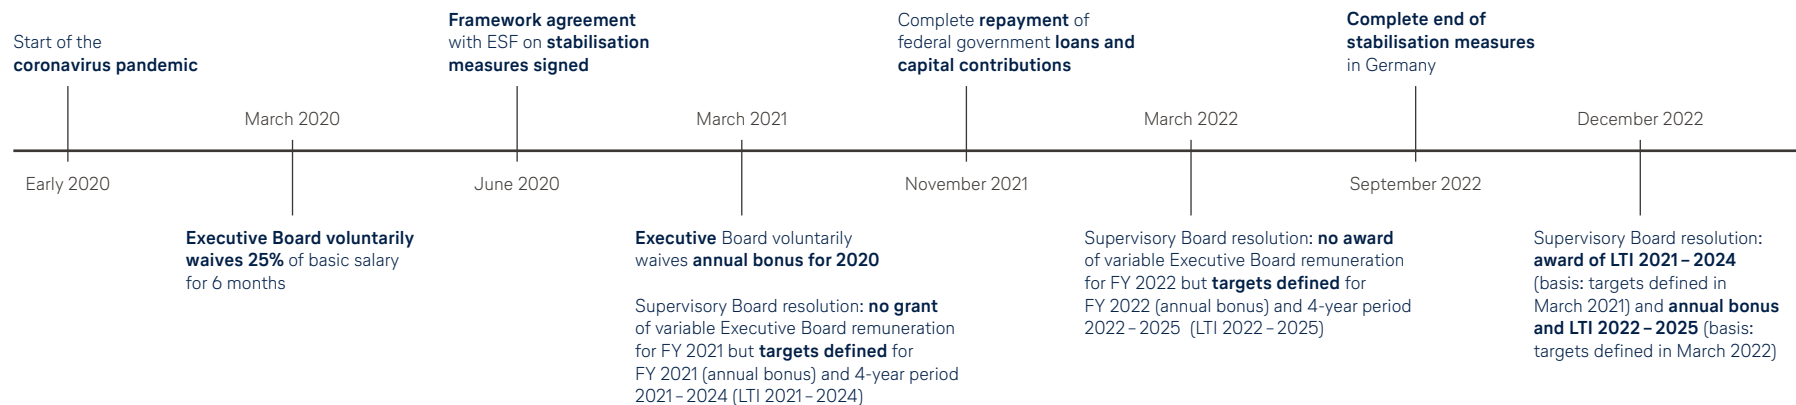 Start of the
coronavirus pandemic
Early 2020
March 2020
Executive Board voluntarily
waives 25% of basic salary
for 6 months
Framework agreement
with ESF on stabilisation
measures signed
June 2020
March 2021
Executive Board voluntarily
waives annual bonus for 2020
Supervisory Board resolution: no grant
of variable Executive Board remuneration
for FY 2021 but targets defined for
FY 2021 (annual bonus) and 4-year period
2021 – 2024 (LTI 2021 – 2024)
Complete repayment of
federal government loans and
capital contributions
November 2021
March 2022
Supervisory Board resolution: no award
of variable Executive Board remuneration
for FY 2022 but targets defined for
FY 2022 (annual bonus) and 4-year period
2022 – 2025 (LTI 2022 – 2025)
Complete end of
stabilisation measures
in Germany
September 2022
December 2022
Supervisory Board resolution:
award of LTI 2021 – 2024
(basis: targets defined in
March 2021) and annual bonus
and LTI 2022 – 2025 (basis:
targets defined in March 2022)